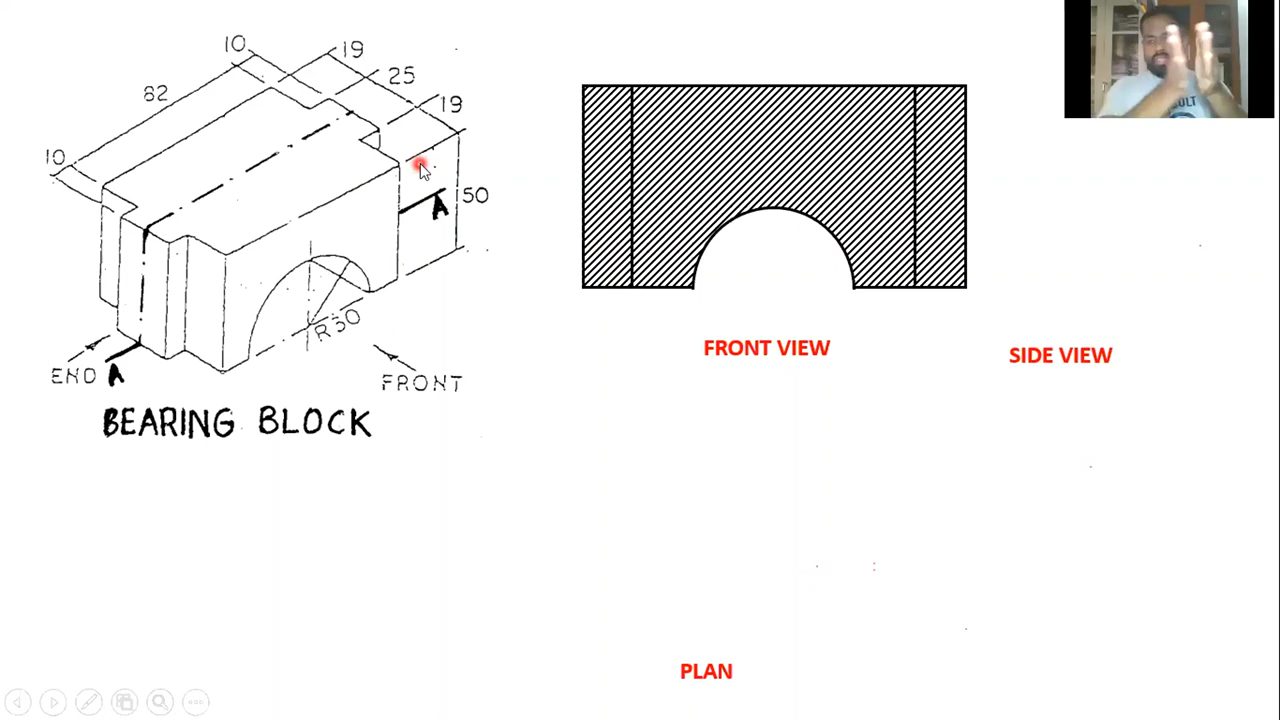 10
19
82
25
19
10
50
A
R30
END A
FRONT
BEARING BLOCK
FRONT VIEW
SIDE VIEW
PLAN